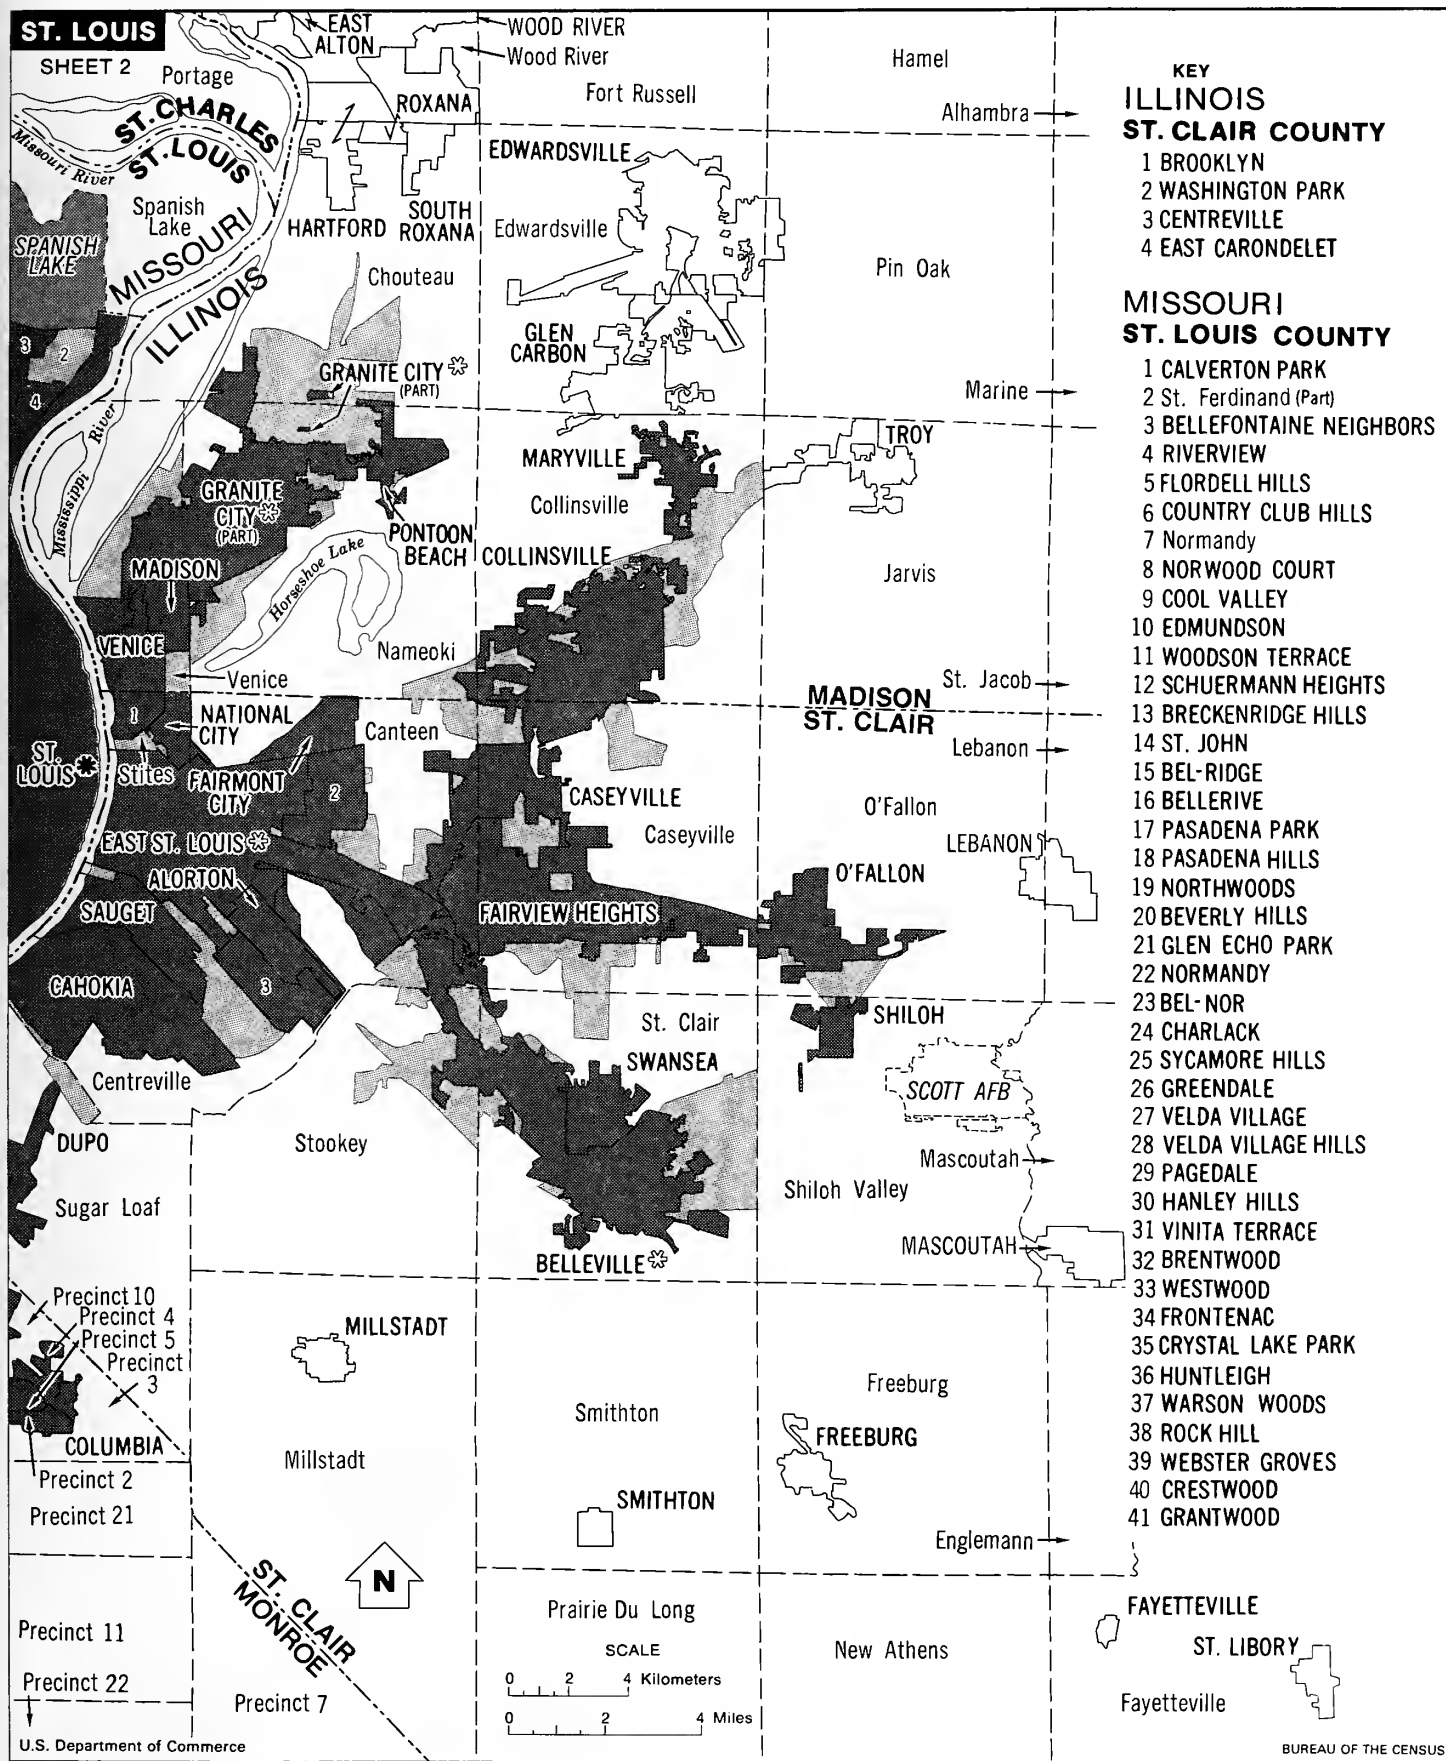 ST. LOUIS
SHEET 2
EAST
ALTON
WOOD RIVER
Wood River
Portage
ROXANA
Fort Russell
Hamel
Alhambra
ST. CHARLES
ST. LOUIS
Missouri River
Spanish
Lake
SPANISH
LAKE
MISSOURI
ILLINOIS
HARTFORD
SOUTH
ROXANA
EDWARDSVILLE
Edwardsville
Chouteau
Pin Oak
GLEN
CARBON
3
2
4
GRANITE CITY
(PART)
Marine
Mississippi River
GRANITE
CITY
(PART)
MARYVILLE
TROY
Collinsville
PONTOON
BEACH
COLLINSVILLE
Horseshoe Lake
MADISON
Jarvis
VENICE
Nameoki
Venice
St. Jacob
MADISON
ST. CLAIR
1
NATIONAL
CITY
Canteen
Lebanon
ST.
LOUIS
Stites
FAIRMONT
CITY
2
CASEYVILLE
O'Fallon
Caseyville
EAST ST. LOUIS
LEBANON
ALORTON
O'FALLON
SAUGET
FAIRVIEW HEIGHTS
CAHOKIA
3
SHILOH
St. Clair
SWANSEA
Centreville
SCOTT AFB
DUPO
Stookey
Mascoutah
Shiloh Valley
Sugar Loaf
MASCOUTAH
BELLEVILLE
Precinct 10
Precinct 4
Precinct 5
Precinct
3
MILLSTADT
Freeburg
Smithton
COLUMBIA
FREEBURG
Millstadt
Precinct 2
SMITHTON
Precinct 21
Englemann
N
ST. CLAIR
MONROE
Prairie Du Long
FAYETTEVILLE
Precinct 11
New Athens
ST. LIBORY
SCALE
0 2 4 Kilometers
0 2 4 Miles
Precinct 22
Precinct 7
Fayetteville
U.S. Department of Commerce
BUREAU OF THE CENSUS
KEY
ILLINOIS
ST. CLAIR COUNTY
1 BROOKLYN
2 WASHINGTON PARK
3 CENTREVILLE
4 EAST CARONDELET
MISSOURI
ST. LOUIS COUNTY
1 CALVERTON PARK
2 St. Ferdinand (Part)
3 BELLEFONTAINE NEIGHBORS
4 RIVERVIEW
5 FLORDELL HILLS
6 COUNTRY CLUB HILLS
7 Normandy
8 NORWOOD COURT
9 COOL VALLEY
10 EDMUNDSON
11 WOODSON TERRACE
12 SCHUERMANN HEIGHTS
13 BRECKENRIDGE HILLS
14 ST. JOHN
15 BEL-RIDGE
16 BELLERIVE
17 PASADENA PARK
18 PASADENA HILLS
19 NORTHWOODS
20 BEVERLY HILLS
21 GLEN ECHO PARK
22 NORMANDY
23 BEL-NOR
24 CHARLACK
25 SYCAMORE HILLS
26 GREENDALE
27 VELDA VILLAGE
28 VELDA VILLAGE HILLS
29 PAGEDALE
30 HANLEY HILLS
31 VINITA TERRACE
32 BRENTWOOD
33 WESTWOOD
34 FRONTENAC
35 CRYSTAL LAKE PARK
36 HUNTLEIGH
37 WARSON WOODS
38 ROCK HILL
39 WEBSTER GROVES
40 CRESTWOOD
41 GRANTWOOD